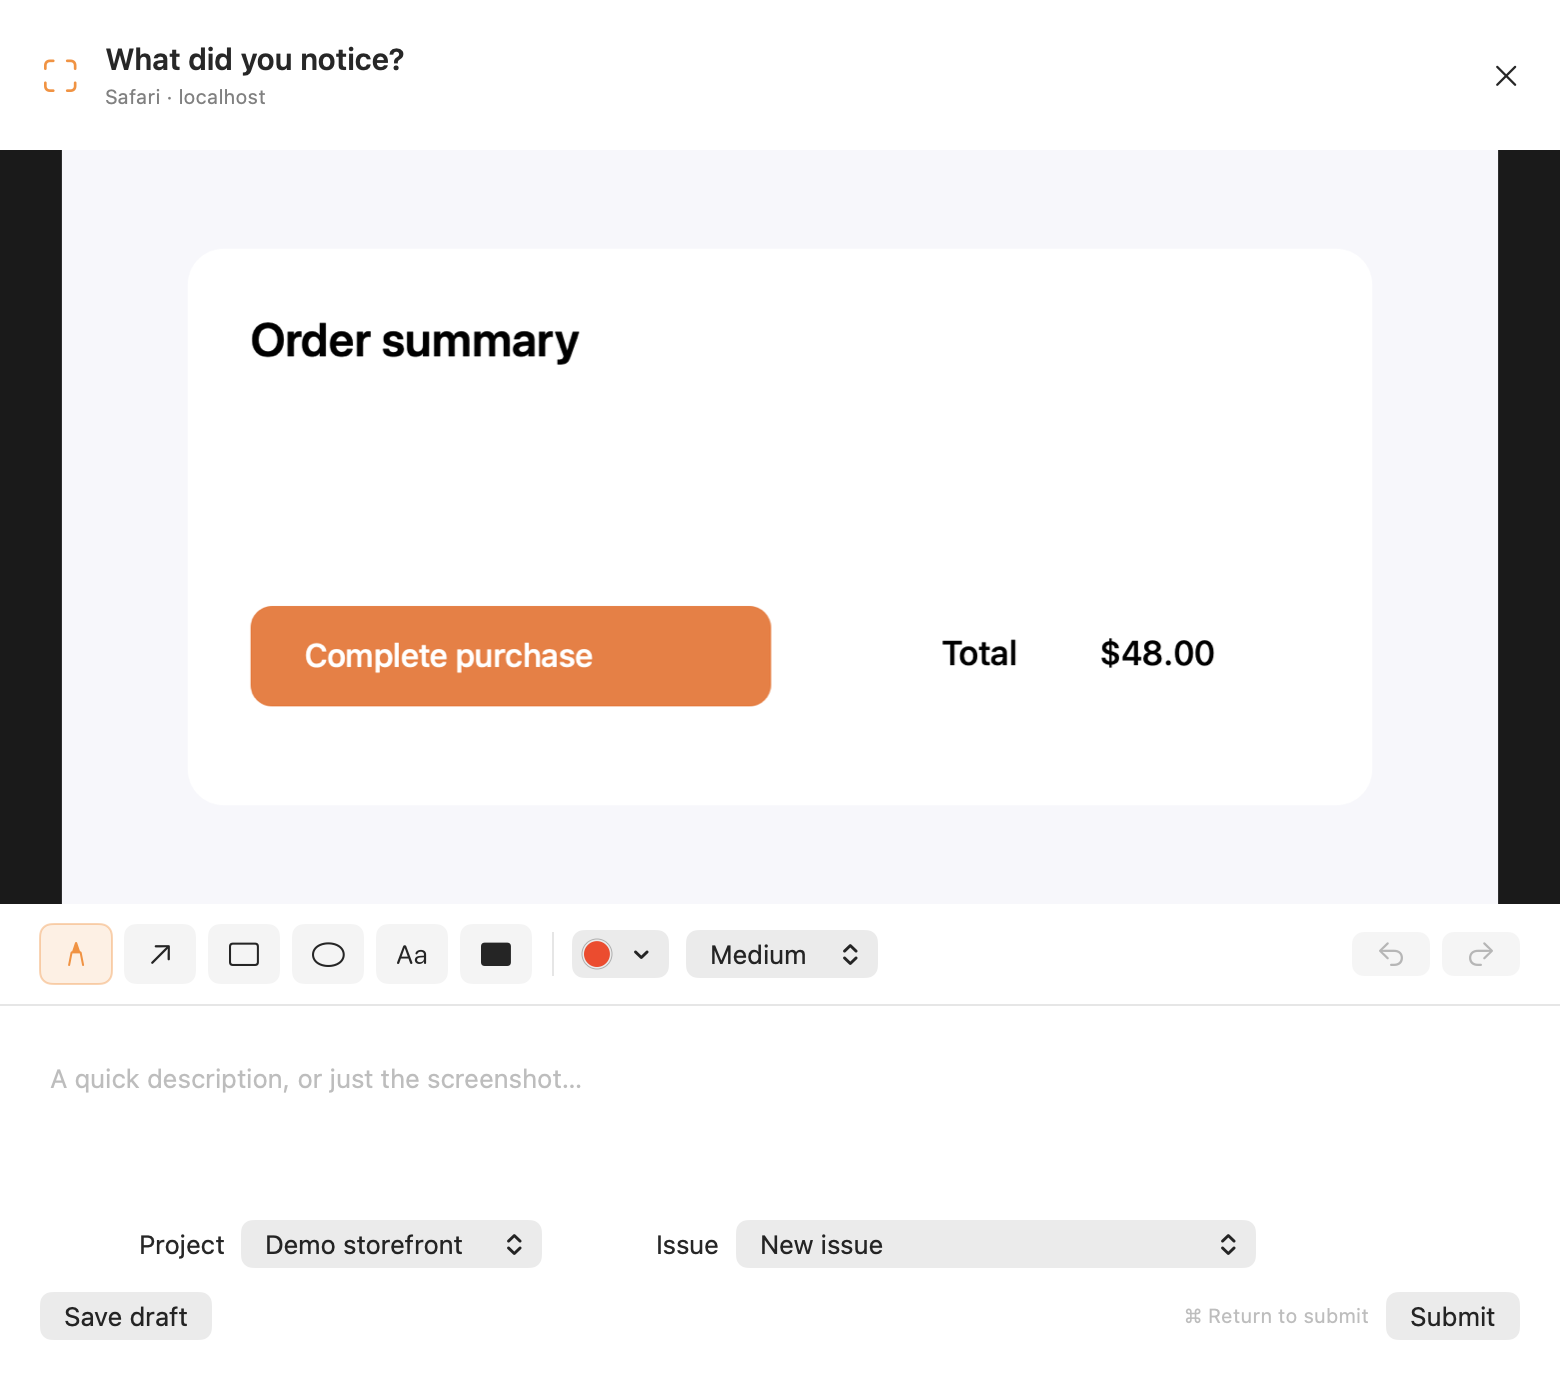 What did you notice?
Safari · localhost
Order summary
Complete purchase
Total $48.00
Aa
Medium
A quick description, or just the screenshot...
Project Demo storefront Issue New issue
Save draft ⌘ Return to submit Submit